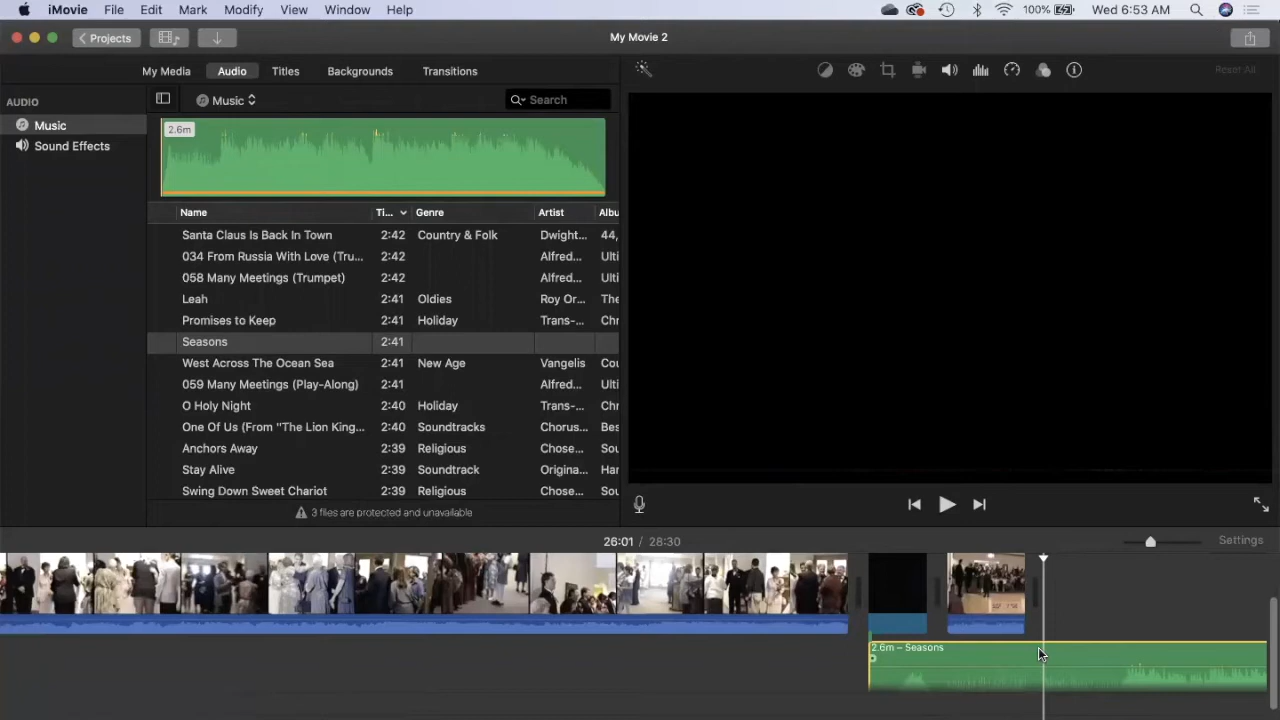 iMovie File Edit Mark Modify View Window Help 100% Wed 6:53 AM
Projects My Movie 2
My Media Audio Titles Backgrounds Transitions Reset All
AUDIO Music Search
Music
Sound Effects
2.6m
Name Ti... Genre Artist Albu
Santa Claus Is Back In Town 2:42 Country & Folk Dwight... 44,
034 From Russia With Love (Tru... 2:42 Alfred... Ulti
058 Many Meetings (Trumpet) 2:42 Alfred... Ulti
Leah 2:41 Oldies Roy Or... The
Promises to Keep 2:41 Holiday Trans-... Chr
Seasons 2:41
West Across The Ocean Sea 2:41 New Age Vangelis Cou
059 Many Meetings (Play-Along) 2:41 Alfred... Ulti
O Holy Night 2:40 Holiday Trans-... Chr
One Of Us (From "The Lion King... 2:40 Soundtracks Chorus... Bes
Anchors Away 2:39 Religious Chose... Sou
Stay Alive 2:39 Soundtrack Origina... Har
Swing Down Sweet Chariot 2:39 Religious Chose... Sou
3 files are protected and unavailable
26:01 / 28:30 Settings
2.6m – Seasons